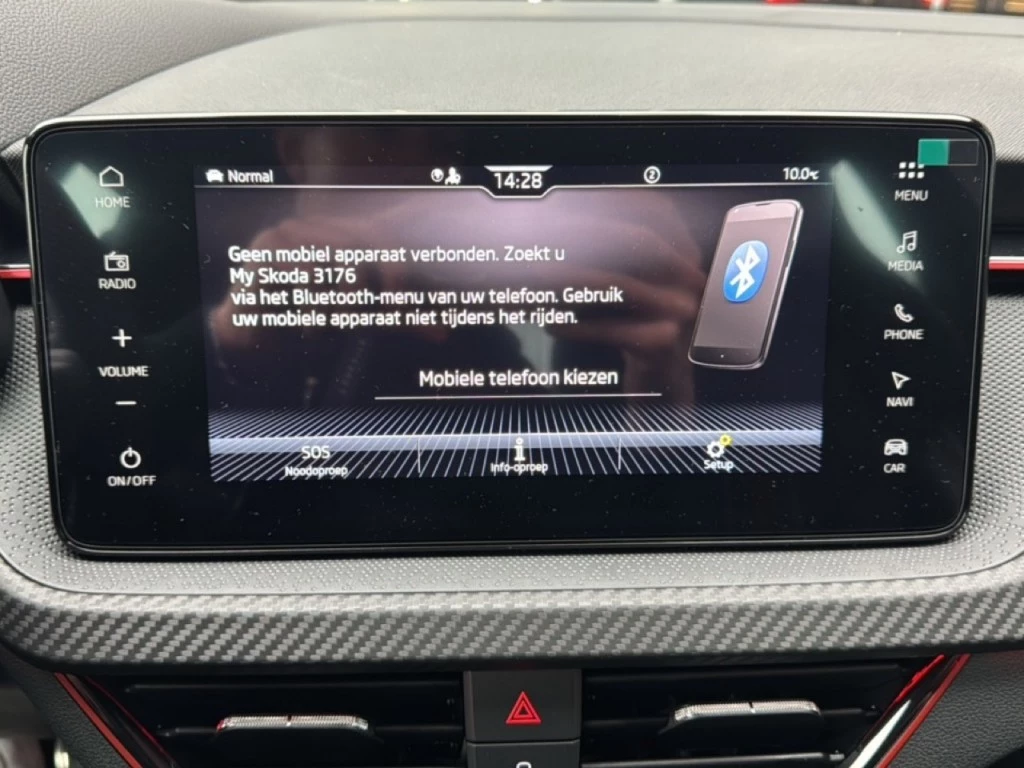 Normal 14:28 2 10.0°C
HOME
RADIO
+
VOLUME
−
ON/OFF
Geen mobiel apparaat verbonden. Zoekt u
My Skoda 3176
via het Bluetooth-menu van uw telefoon. Gebruik
uw mobiele apparaat niet tijdens het rijden.
Mobiele telefoon kiezen
SOS
Noodoproep
i
Info-oproep
Setup
MENU
MEDIA
PHONE
NAVI
CAR